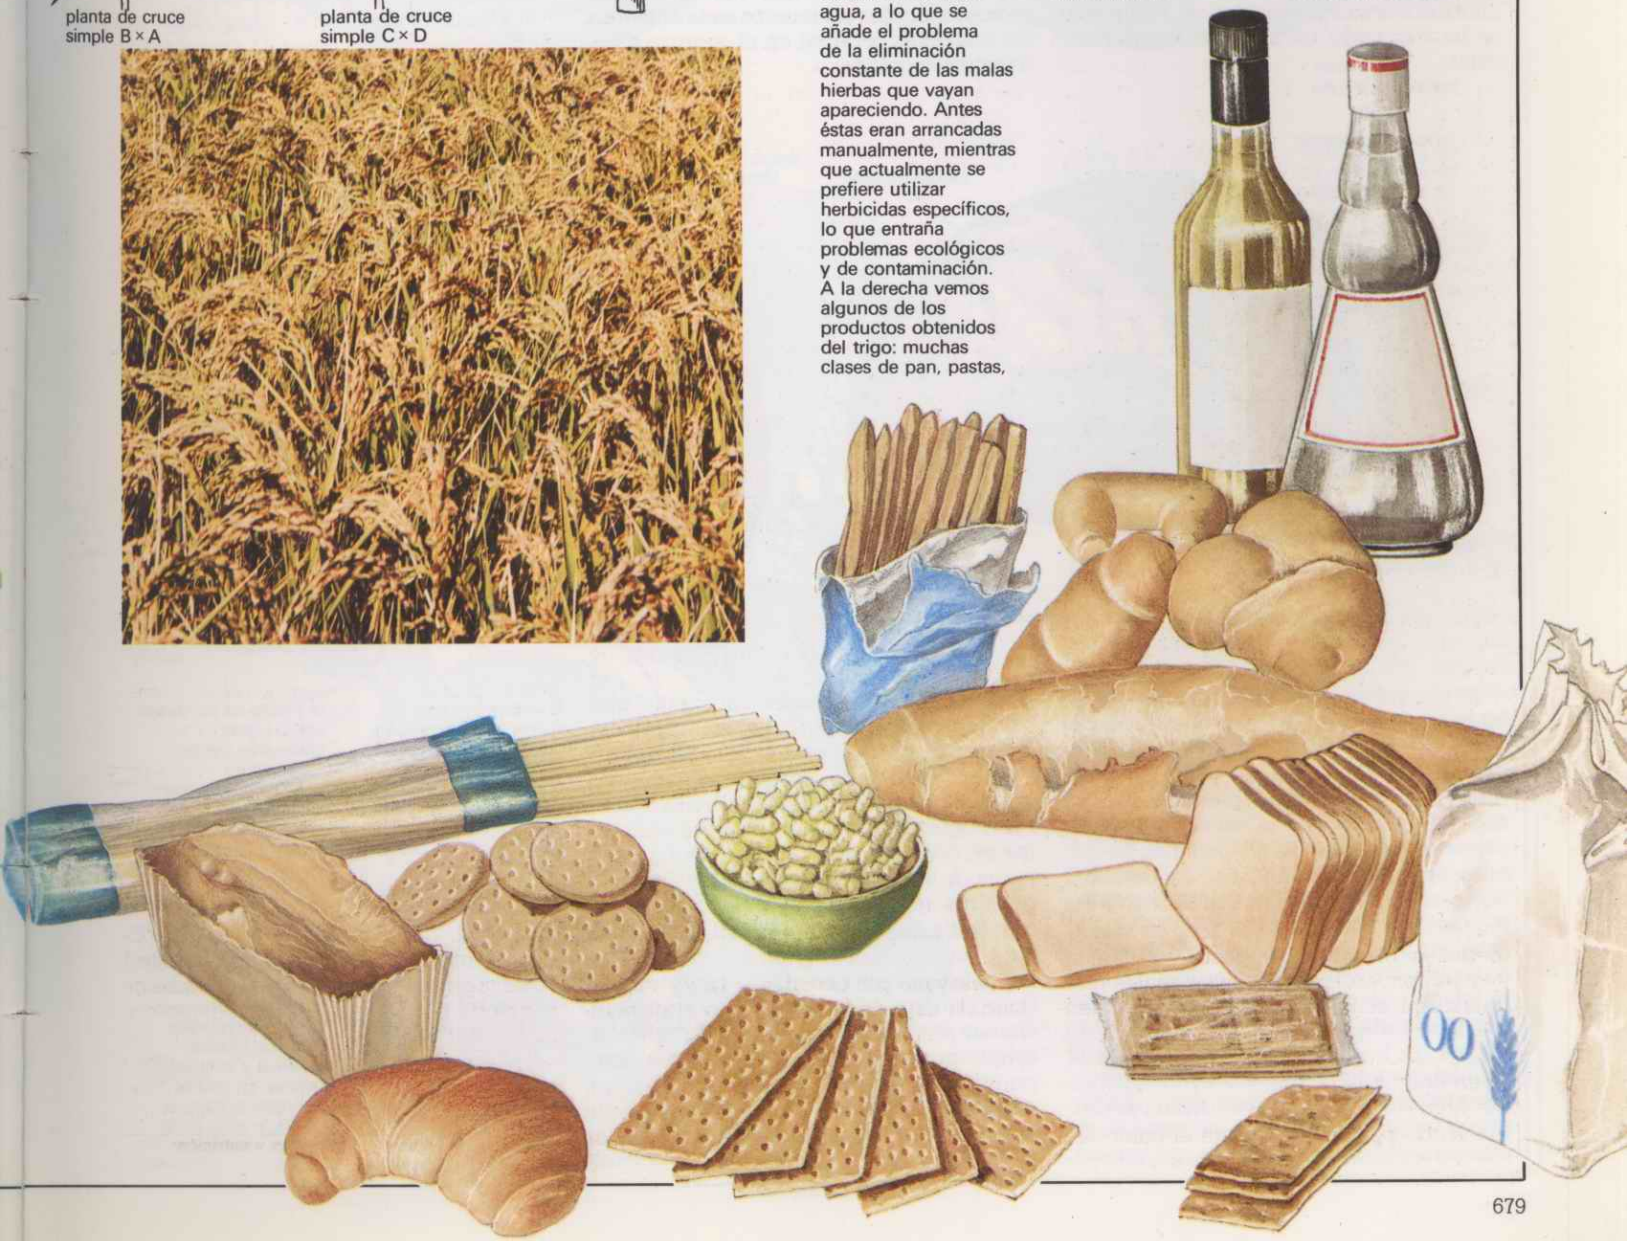 planta de cruce
simple B × A
planta de cruce
simple C × D
agua, a lo que se
añade el problema
de la eliminación
constante de las malas
hierbas que vayan
apareciendo. Antes
éstas eran arrancadas
manualmente, mientras
que actualmente se
prefiere utilizar
herbicidas específicos,
lo que entraña
problemas ecológicos
y de contaminación.
A la derecha vemos
algunos de los
productos obtenidos
del trigo: muchas
clases de pan, pastas,
00
679